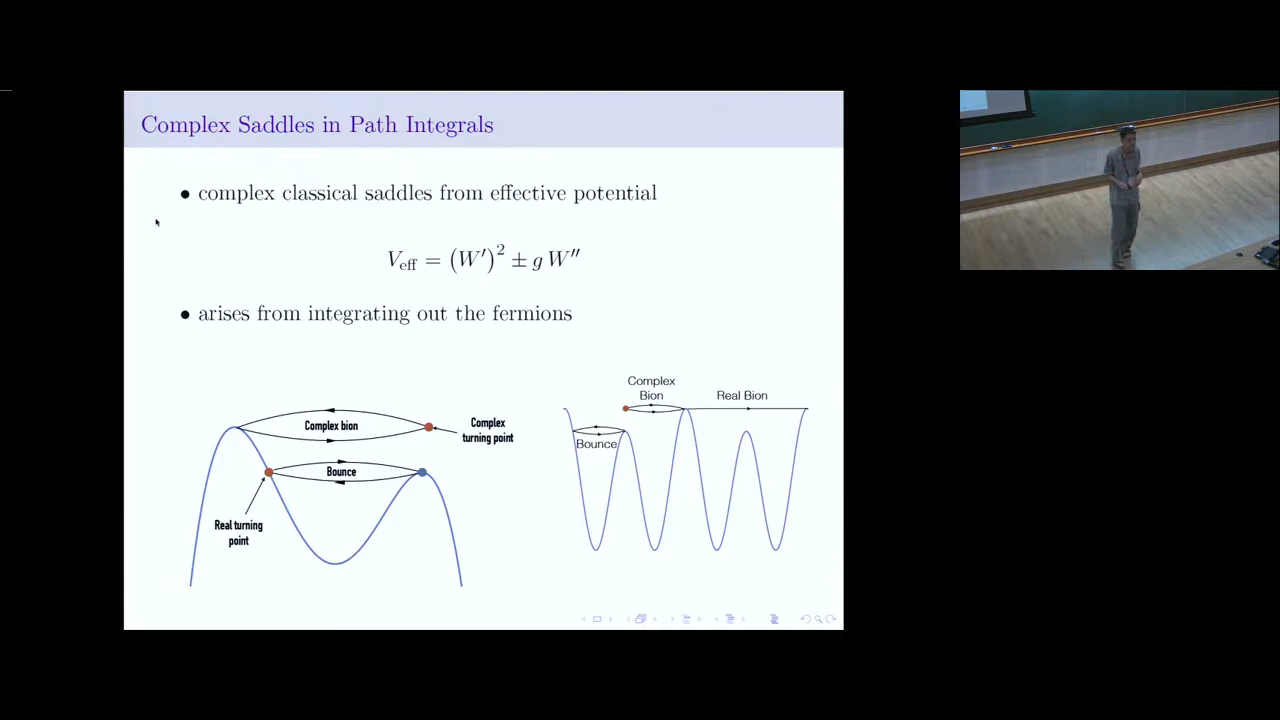 Complex Saddles in Path Integrals
• complex classical saddles from effective potential
V_eff = (W′)² ± g W″
• arises from integrating out the fermions
Complex bion
Complex
turning point
Bounce
Real turning
point
Complex
Bion
Real Bion
Bounce